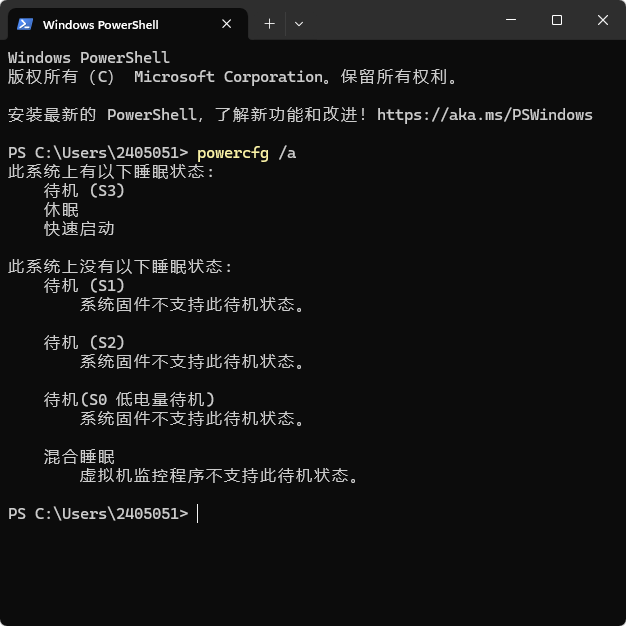 Windows PowerShell
Windows PowerShell
版权所有（C） Microsoft Corporation。保留所有权利。
安装最新的 PowerShell，了解新功能和改进！https://aka.ms/PSWindows
PS C:\Users\2405051> powercfg /a
此系统上有以下睡眠状态:
待机 (S3)
休眠
快速启动
此系统上没有以下睡眠状态:
待机 (S1)
系统固件不支持此待机状态。
待机 (S2)
系统固件不支持此待机状态。
待机(S0 低电量待机)
系统固件不支持此待机状态。
混合睡眠
虚拟机监控程序不支持此待机状态。
PS C:\Users\2405051>